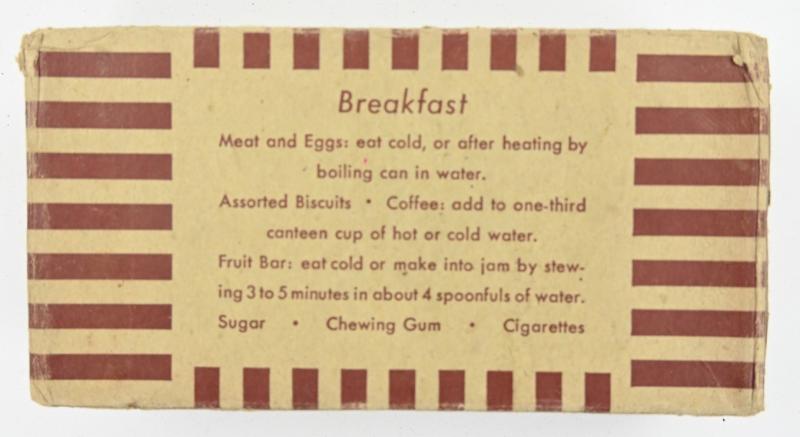 Breakfast
Meat and Eggs: eat cold, or after heating by
boiling can in water.
Assorted Biscuits • Coffee: add to one-third
canteen cup of hot or cold water.
Fruit Bar: eat cold or make into jam by stew-
ing 3 to 5 minutes in about 4 spoonfuls of water.
Sugar • Chewing Gum • Cigarettes